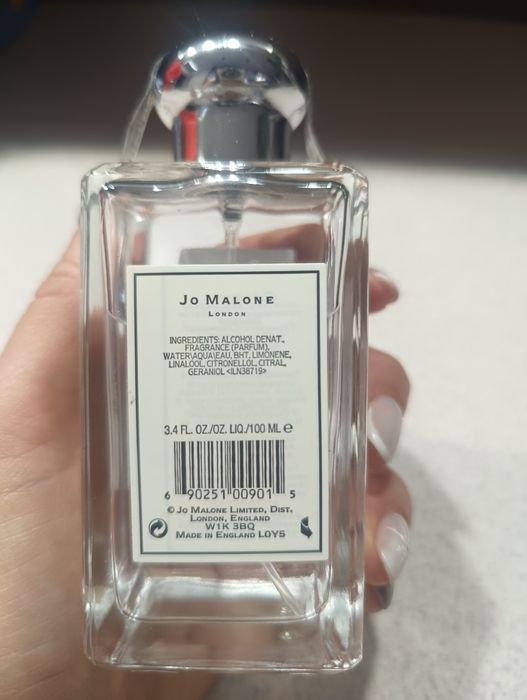 JO MALONE
LONDON
INGREDIENTS: ALCOHOL DENAT.,
FRAGRANCE (PARFUM),
WATER\AQUA\EAU, BHT, LIMONENE,
LINALOOL, CITRONELLOL, CITRAL,
GERANIOL <ILN38719>
3.4 FL. OZ./OZ. LIQ./100 ML ℮
6 90251 00901 5
© JO MALONE LIMITED, DIST.
LONDON, ENGLAND
W1K 3BQ
MADE IN ENGLAND LOY5